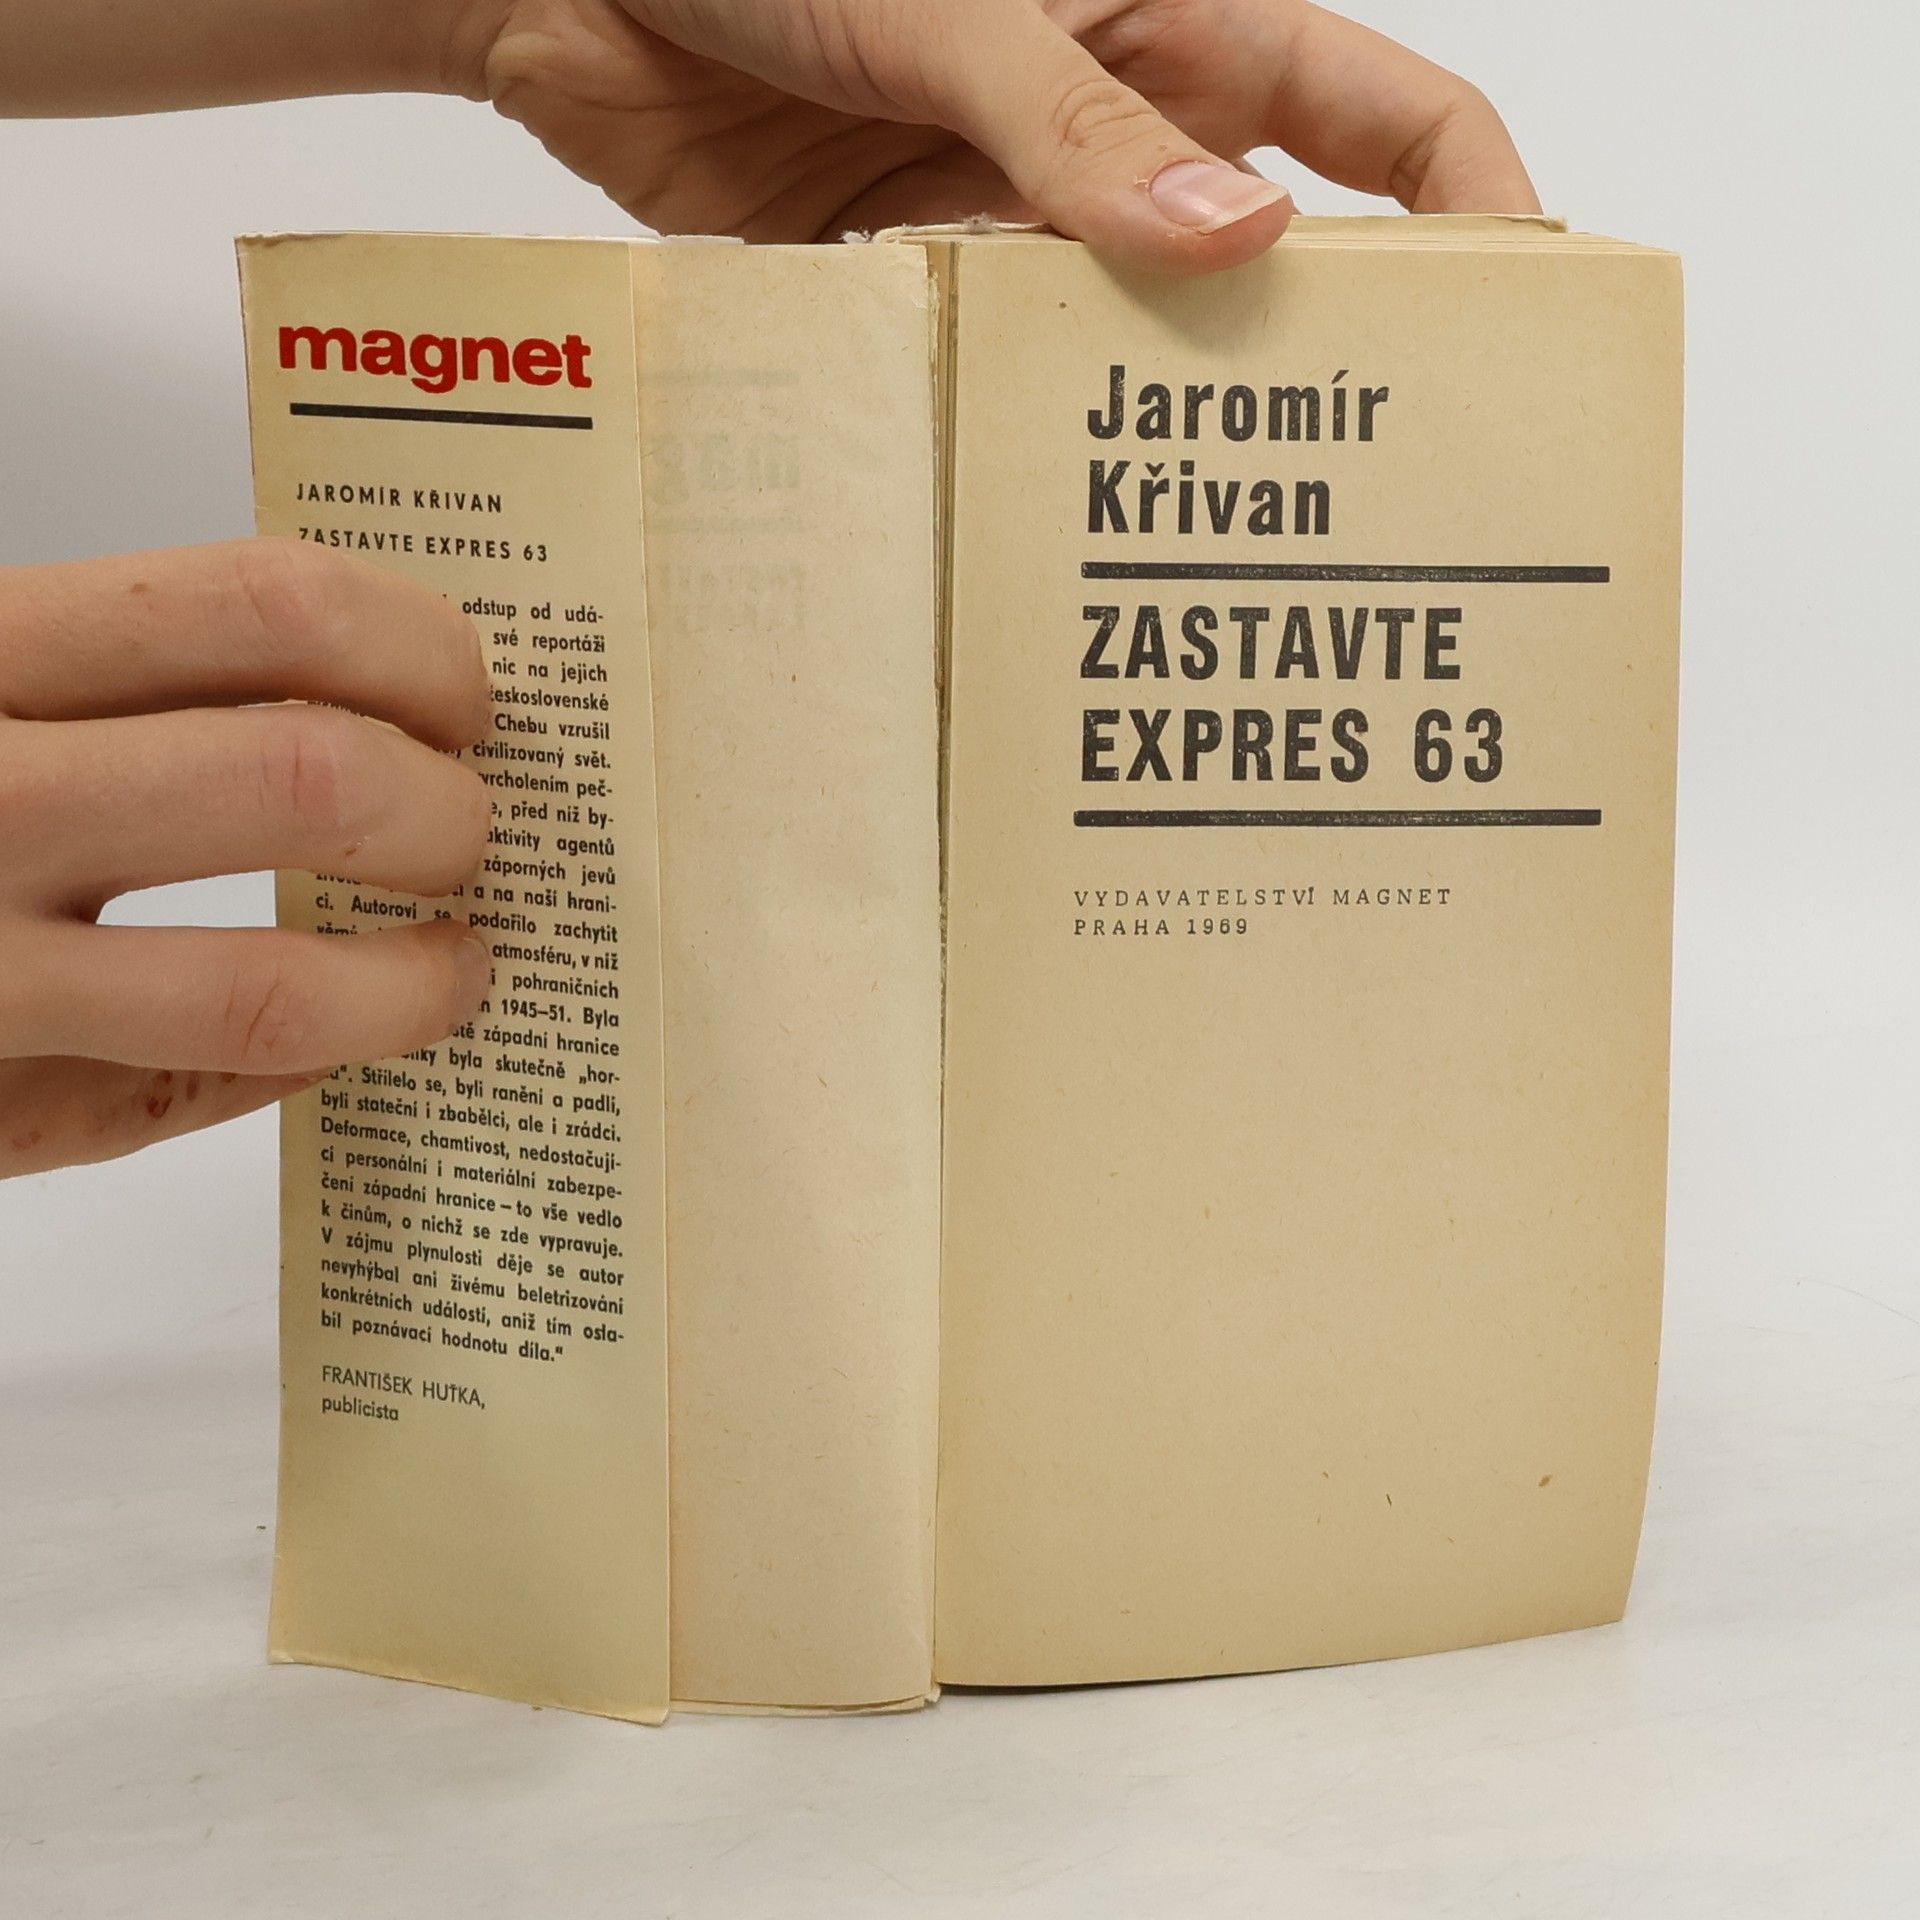 magnet
JAROMÍR KŘIVAN
ZASTAVTE EXPRES 63
odstup od udá-
své reportáži
nic na jejich
československé
Chebu vzrušil
civilizovaný svět.
vrcholením peč-
před niž by-
aktivity agentů
záporných jevů
a na naší hrani-
ci. Autorovi se podařilo zachytit
atmosféru, v niž
pohraničních
1945–51. Byla
západní hranice
byla skutečně „hor-
Střílelo se, byli raněni a padlí,
byli stateční i zbabělci, ale i zrádci.
Deformace, chamtivost, nedostačují-
cí personální i materiální zabezpe-
čení západní hranice – to vše vedlo
k činům, o nichž se zde vypravuje.
V zájmu plynulosti děje se autor
nevyhýbal ani živému beletrizování
konkrétních událostí, aniž tím osla-
bil poznávací hodnotu díla.“
FRANTIŠEK HUŤKA,
publicista
Jaromír
Křivan
ZASTAVTE
EXPRES 63
VYDAVATELSTVÍ MAGNET
PRAHA 1969